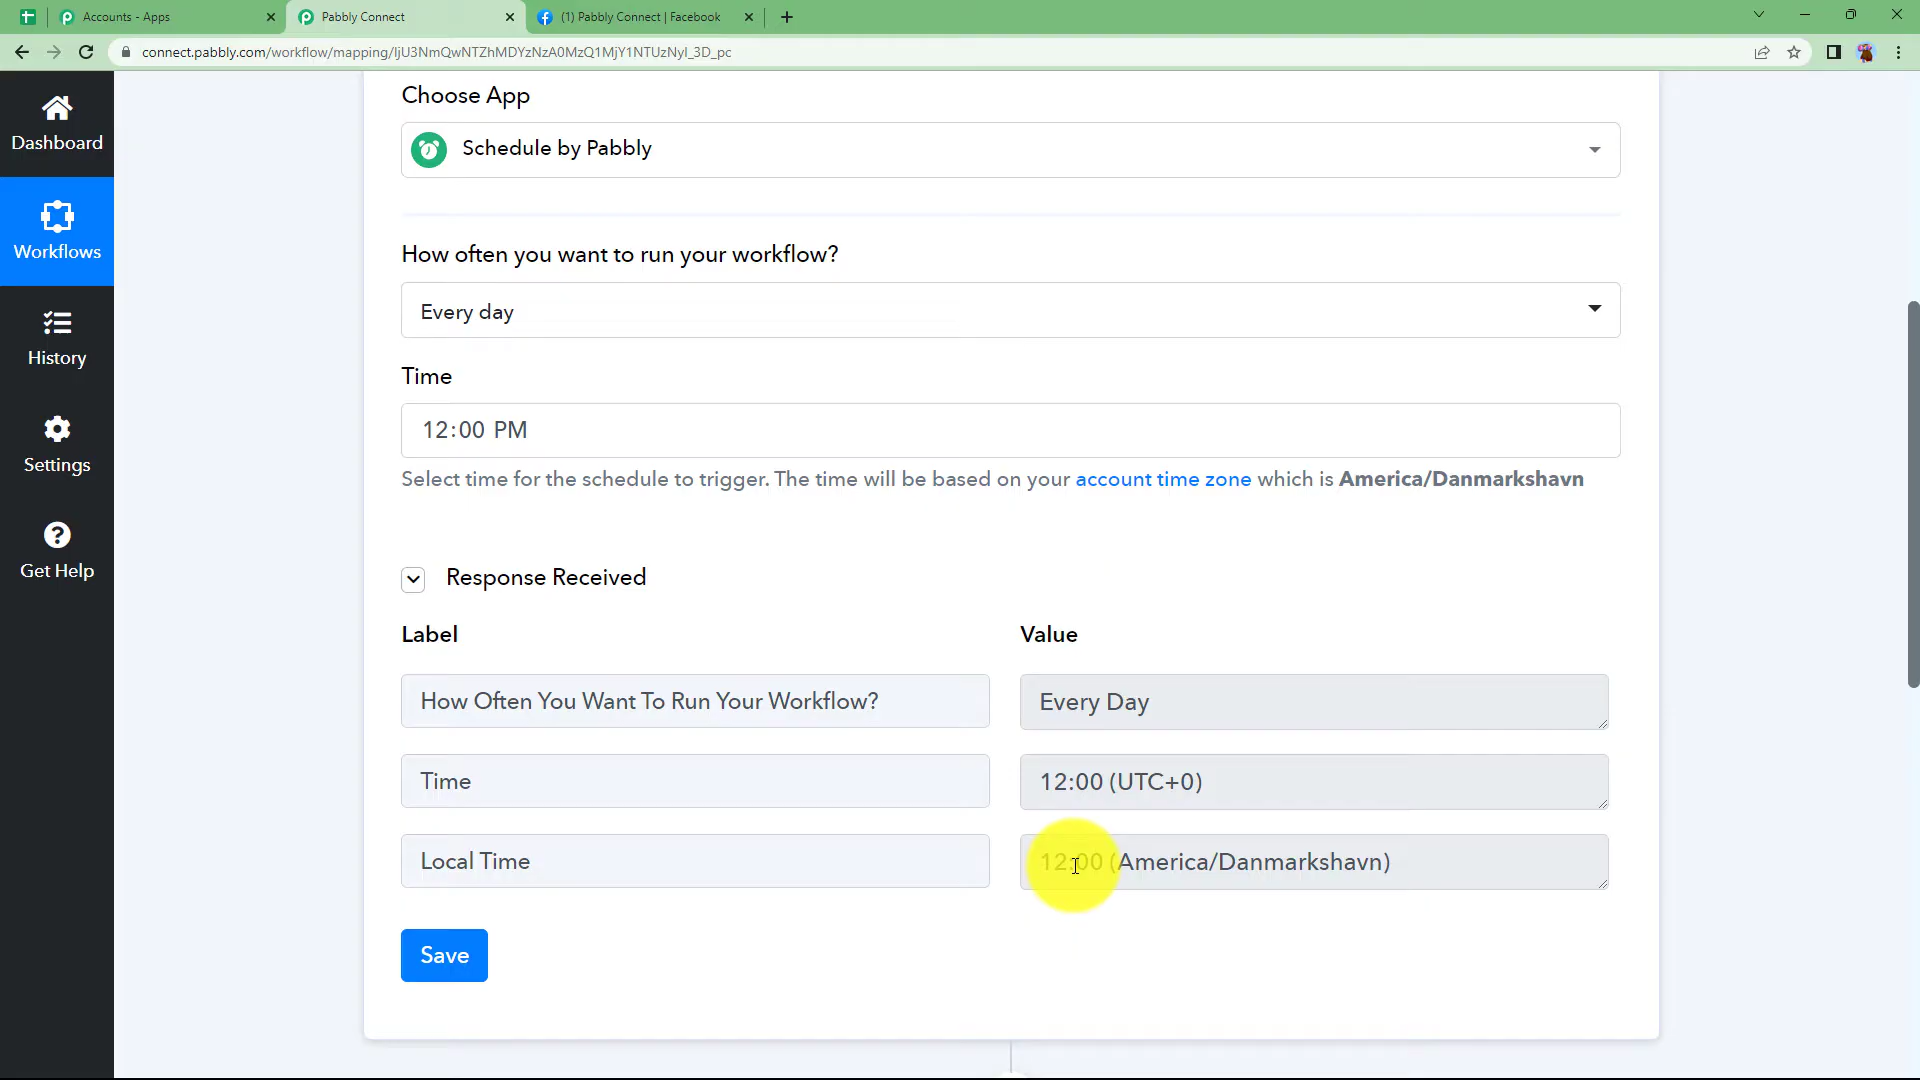 Accounts - Apps
Pabbly Connect
(1) Pabbly Connect | Facebook
connect.pabbly.com/workflow/mapping/IjU3NmQwNTZhMDYzNzA0MzQ1MjY1NTUzNyI_3D_pc
Dashboard
Workflows
History
Settings
Get Help
Choose App
Schedule by Pabbly
How often you want to run your workflow?
Every day
Time
12:00 PM
Select time for the schedule to trigger. The time will be based on your account time zone which is America/Danmarkshavn
Response Received
Label Value
How Often You Want To Run Your Workflow? Every Day
Time 12:00 (UTC+0)
Local Time 12:00 (America/Danmarkshavn)
Save